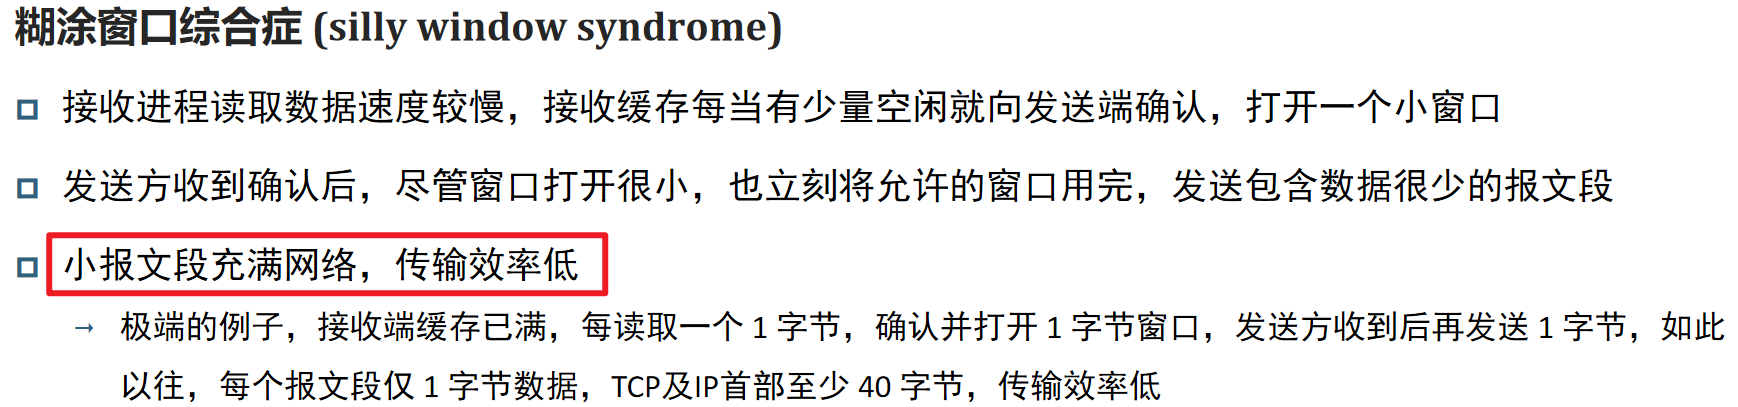 糊涂窗口综合症 (silly window syndrome)
接收进程读取数据速度较慢，接收缓存每当有少量空闲就向发送端确认，打开一个小窗口
发送方收到确认后，尽管窗口打开很小，也立刻将允许的窗口用完，发送包含数据很少的报文段
小报文段充满网络，传输效率低
→ 极端的例子，接收端缓存已满，每读取一个 1 字节，确认并打开 1 字节窗口，发送方收到后再发送 1 字节，如此
以往，每个报文段仅 1 字节数据，TCP及IP首部至少 40 字节，传输效率低